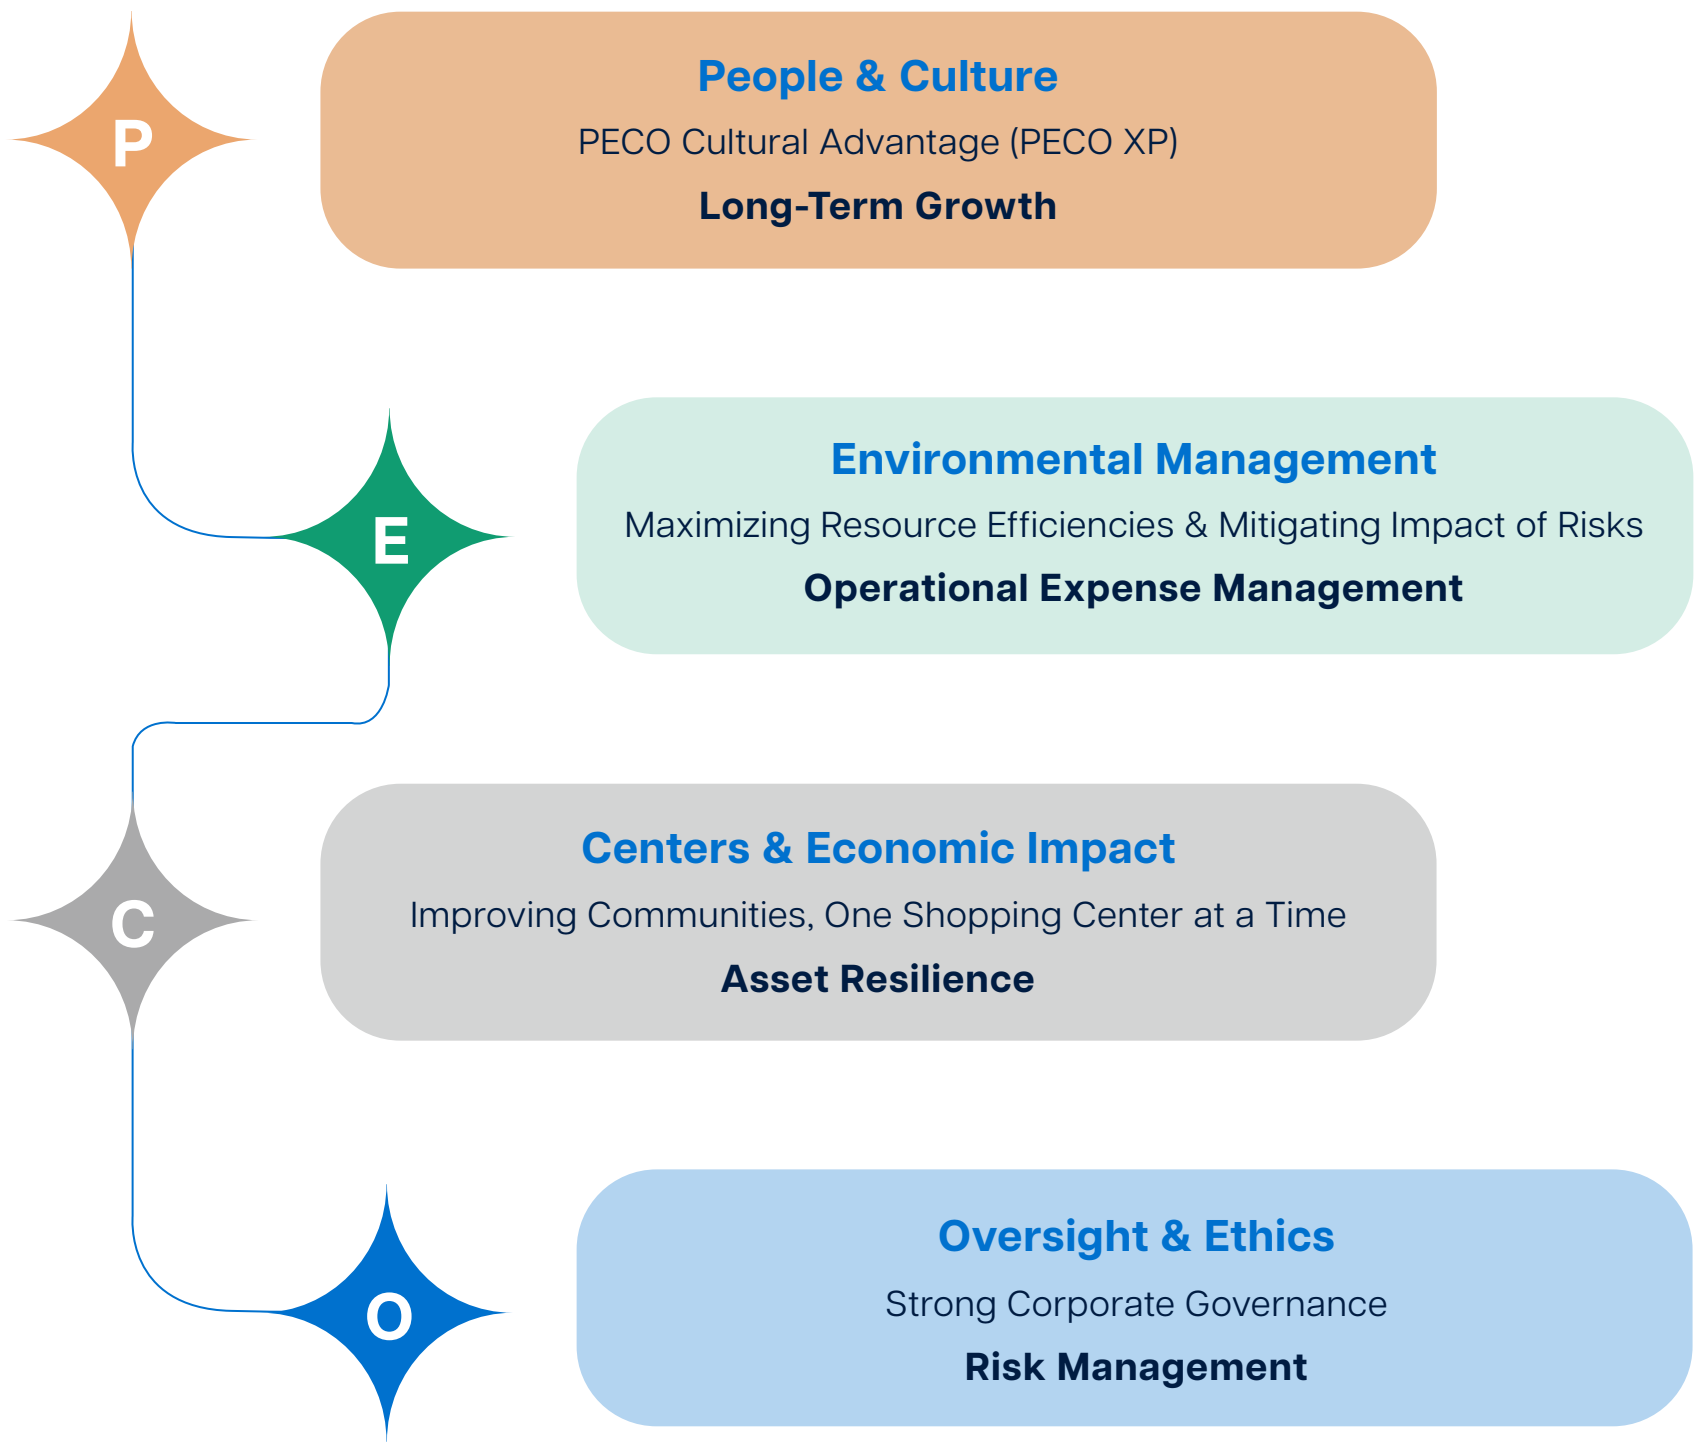 P
People & Culture
PECO Cultural Advantage (PECO XP)
Long-Term Growth
E
Environmental Management
Maximizing Resource Efficiencies & Mitigating Impact of Risks
Operational Expense Management
C
Centers & Economic Impact
Improving Communities, One Shopping Center at a Time
Asset Resilience
O
Oversight & Ethics
Strong Corporate Governance
Risk Management